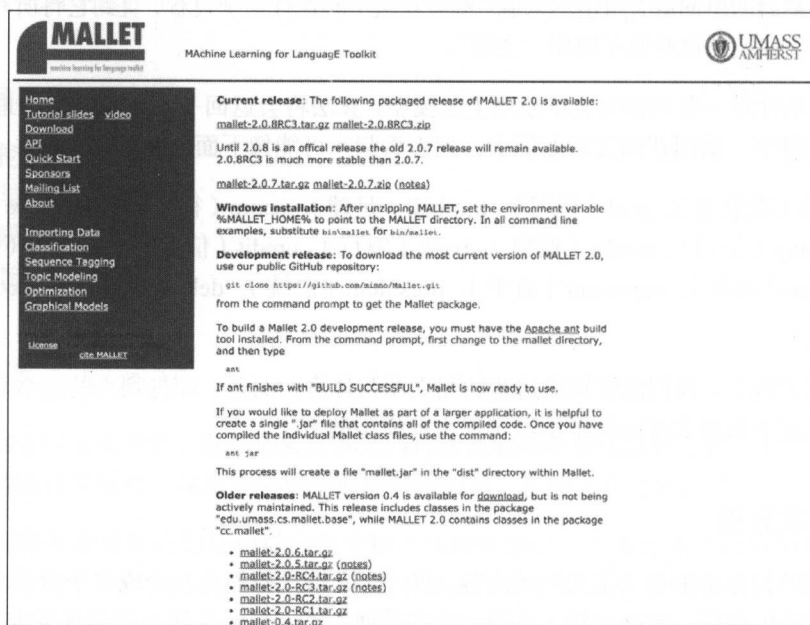 MALLET
machine learning for language toolkit
MAchine Learning for LanguagE Toolkit
UMASS
AMHERST
Home
Tutorial slides video
Download
API
Quick Start
Sponsors
Mailing List
About
Importing Data
Classification
Sequence Tagging
Topic Modeling
Optimization
Graphical Models
License
cite MALLET
Current release: The following packaged release of MALLET 2.0 is available:
mallet-2.0.8RC3.tar.gz mallet-2.0.8RC3.zip
Until 2.0.8 is an offical release the old 2.0.7 release will remain available.
2.0.8RC3 is much more stable than 2.0.7.
mallet-2.0.7.tar.gz mallet-2.0.7.zip (notes)
Windows installation: After unzipping MALLET, set the environment variable
%MALLET_HOME% to point to the MALLET directory. In all command line
examples, substitute bin\mallet for bin/mallet.
Development release: To download the most current version of MALLET 2.0,
use our public GitHub repository:
git clone https://github.com/mimno/Mallet.git
from the command prompt to get the Mallet package.
To build a Mallet 2.0 development release, you must have the Apache ant build
tool installed. From the command prompt, first change to the mallet directory,
and then type
ant
If ant finishes with "BUILD SUCCESSFUL", Mallet is now ready to use.
If you would like to deploy Mallet as part of a larger application, it is helpful to
create a single ".jar" file that contains all of the compiled code. Once you have
compiled the individual Mallet class files, use the command:
ant jar
This process will create a file "mallet.jar" in the "dist" directory within Mallet.
Older releases: MALLET version 0.4 is available for download, but is not being
actively maintained. This release includes classes in the package
"edu.umass.cs.mallet.base", while MALLET 2.0 contains classes in the package
"cc.mallet".
• mallet-2.0.6.tar.gz
• mallet-2.0.5.tar.gz (notes)
• mallet-2.0-RC4.tar.gz (notes)
• mallet-2.0-RC3.tar.gz (notes)
• mallet-2.0-RC2.tar.gz
• mallet-2.0-RC1.tar.gz
• mallet-0.4.tar.gz